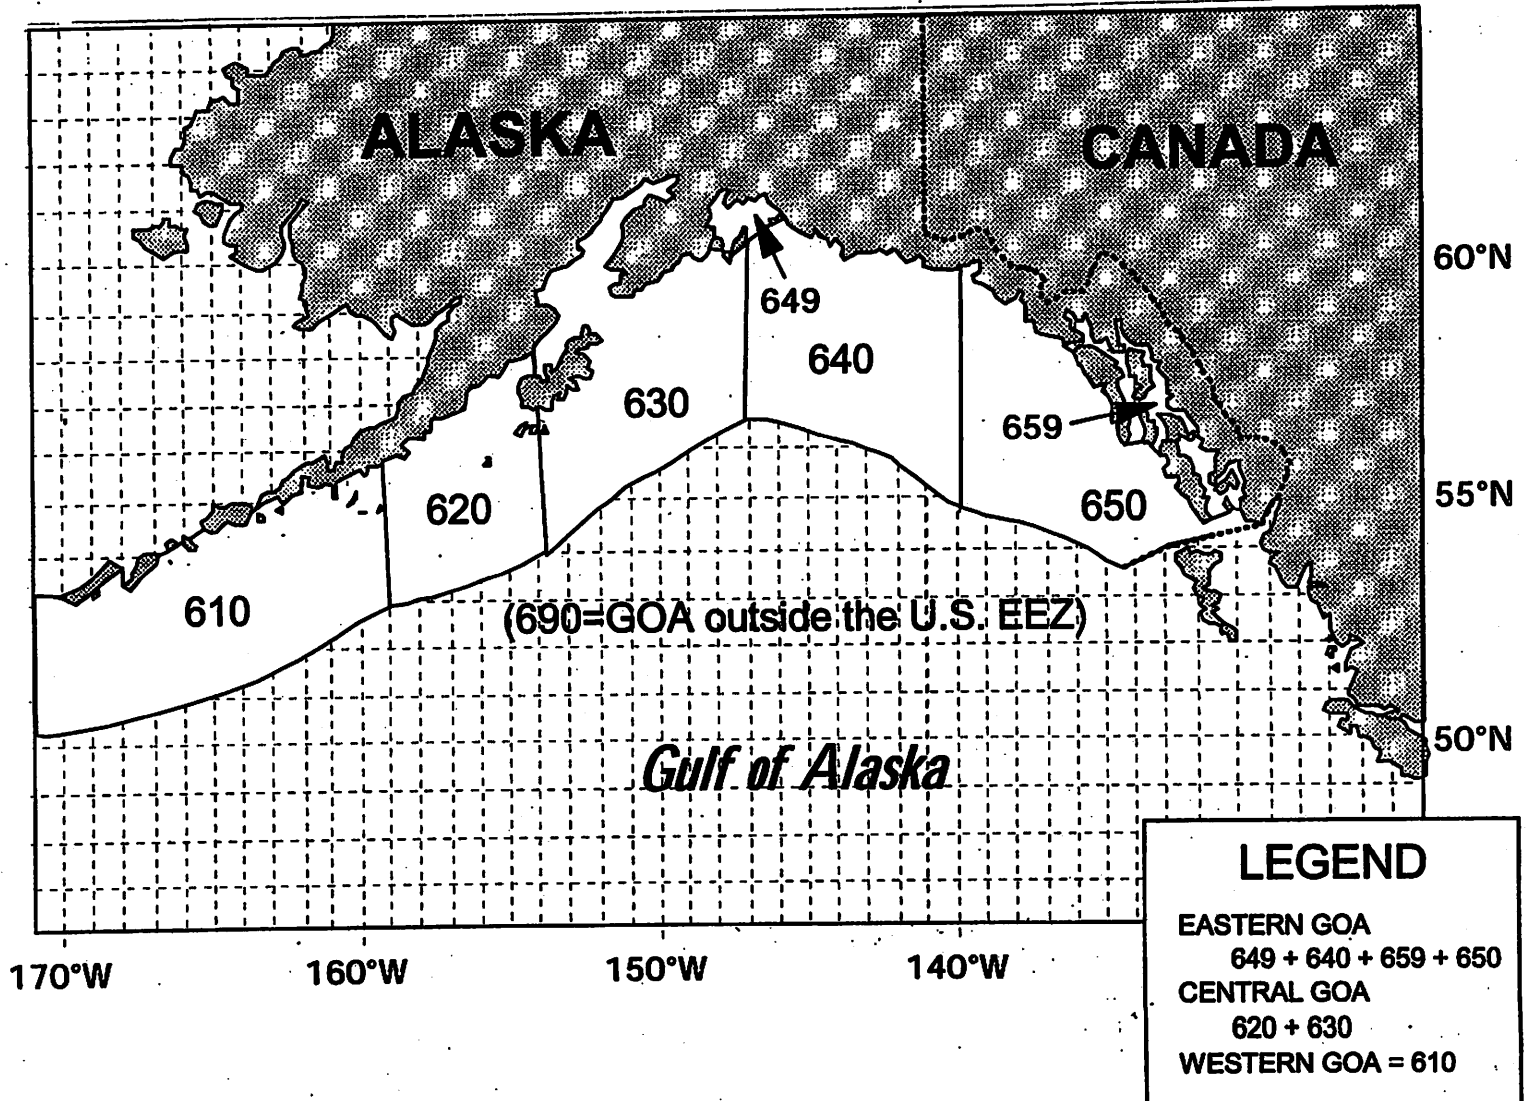 ALASKA
CANADA
60°N
649
640
630
659
55°N
620
650
610
(690=GOA outside the U.S. EEZ)
50°N
Gulf of Alaska
LEGEND
EASTERN GOA
649 + 640 + 659 + 650
CENTRAL GOA
620 + 630
WESTERN GOA = 610
170°W
160°W
150°W
140°W